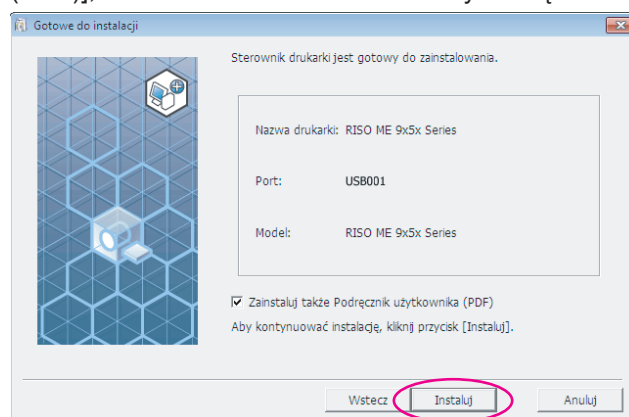 Gotowe do instalacji
Sterownik drukarki jest gotowy do zainstalowania.
Nazwa drukarki: RISO ME 9x5x Series
Port: USB001
Model: RISO ME 9x5x Series
Zainstaluj także Podręcznik użytkownika (PDF)
Aby kontynuować instalację, kliknij przycisk [Instaluj].
Wstecz Instaluj Anuluj